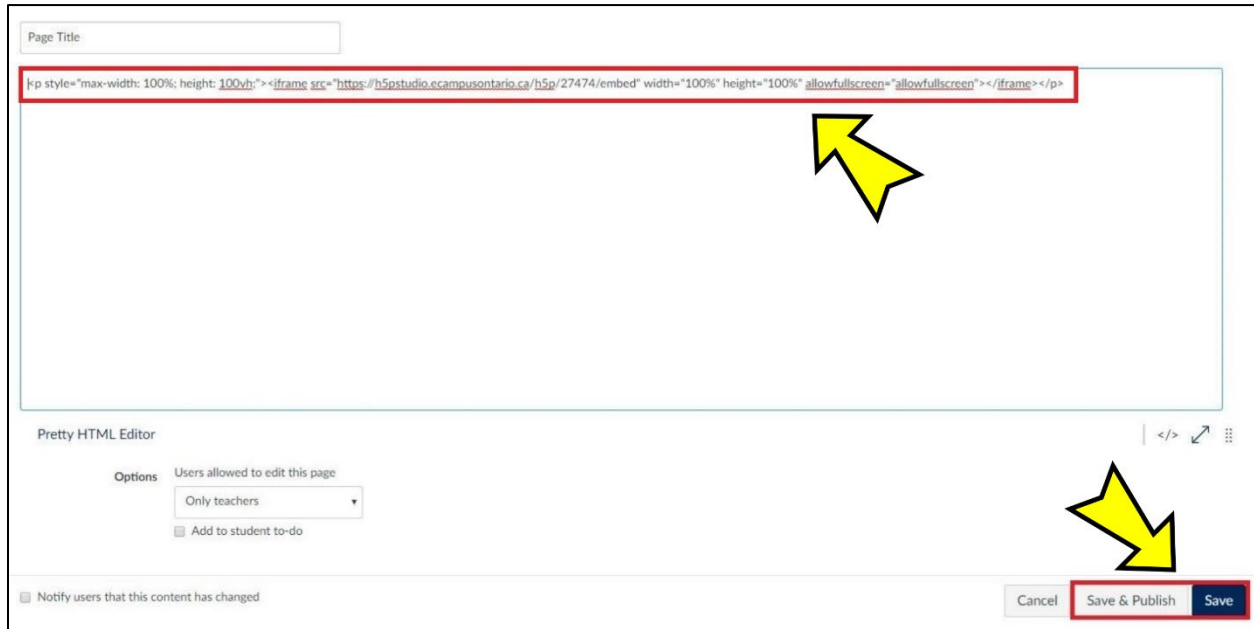 Page Title
<p style="max-width: 100%; height: 100vh;"><iframe src="https://h5pstudio.ecampusontario.ca/h5p/27474/embed" width="100%" height="100%" allowfullscreen="allowfullscreen"></iframe></p>
Pretty HTML Editor </>
Options Users allowed to edit this page
Only teachers
Add to student to-do
Notify users that this content has changed Cancel Save & Publish Save